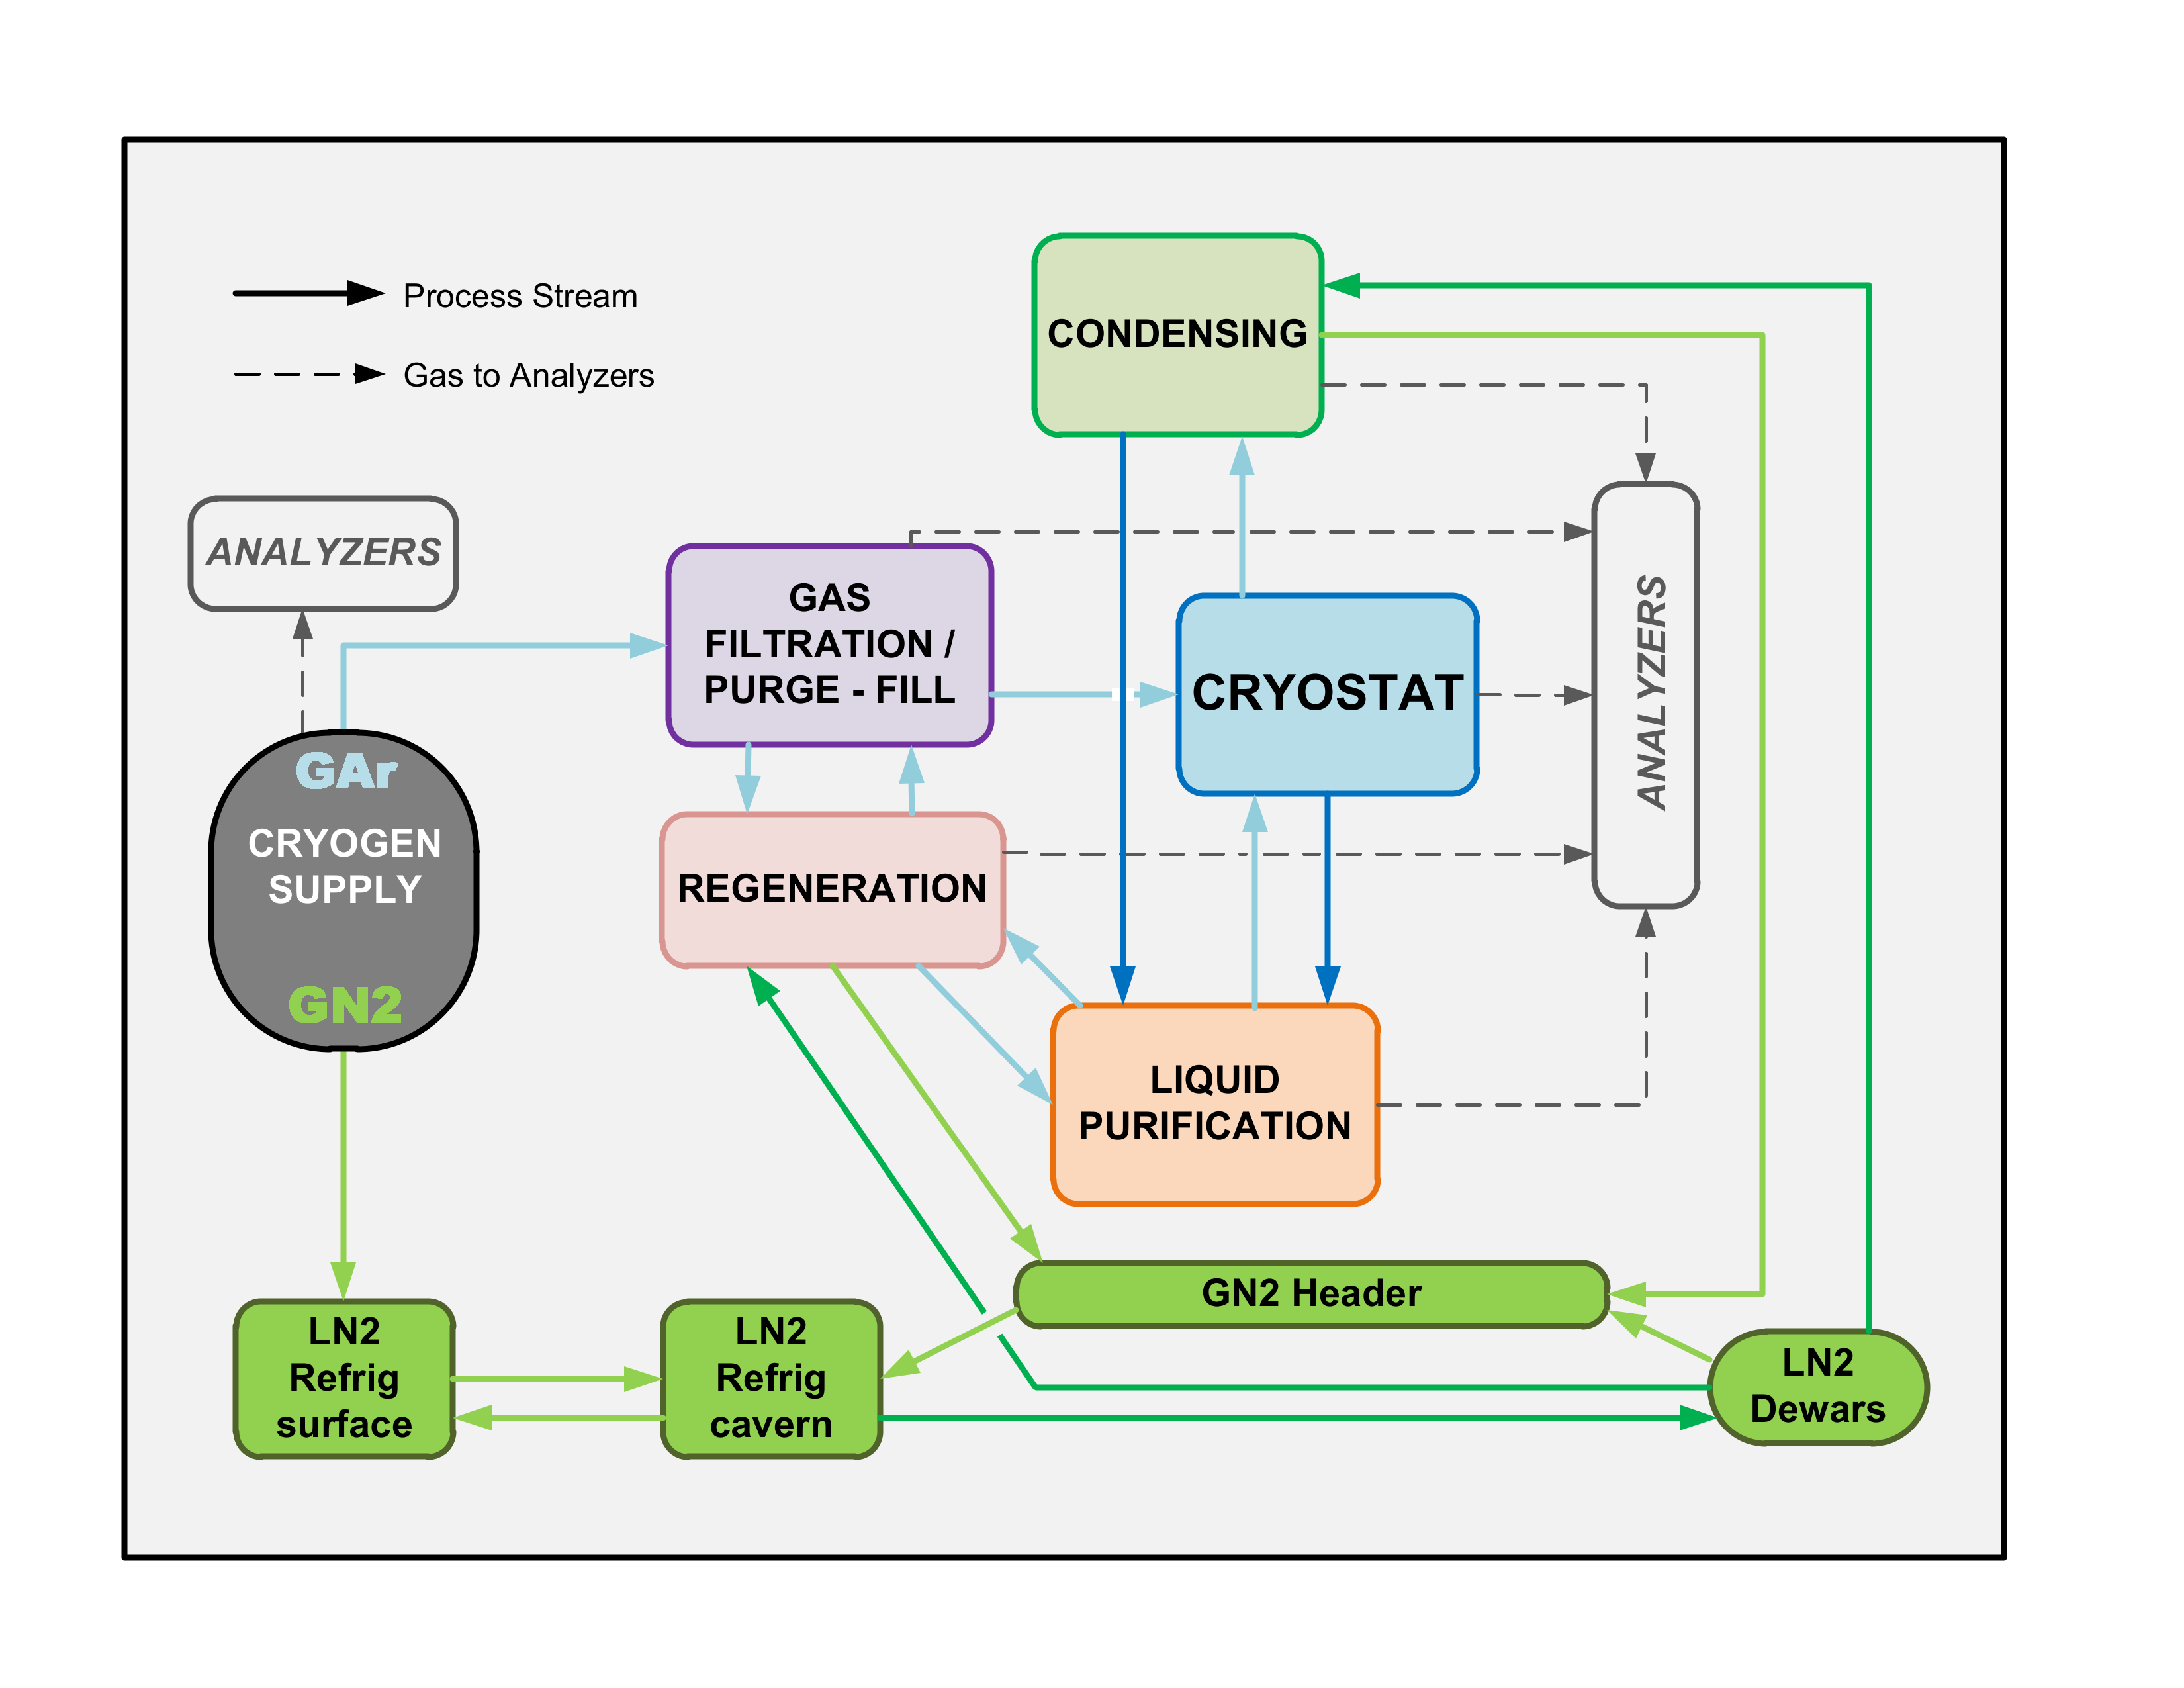 Process Stream
Gas to Analyzers
CONDENSING
ANALYZERS
GAS
FILTRATION /
PURGE - FILL
CRYOSTAT
ANALYZERS
GAr
CRYOGEN
SUPPLY
GN2
REGENERATION
LIQUID
PURIFICATION
GN2 Header
LN2
Refrig
surface
LN2
Refrig
cavern
LN2
Dewars